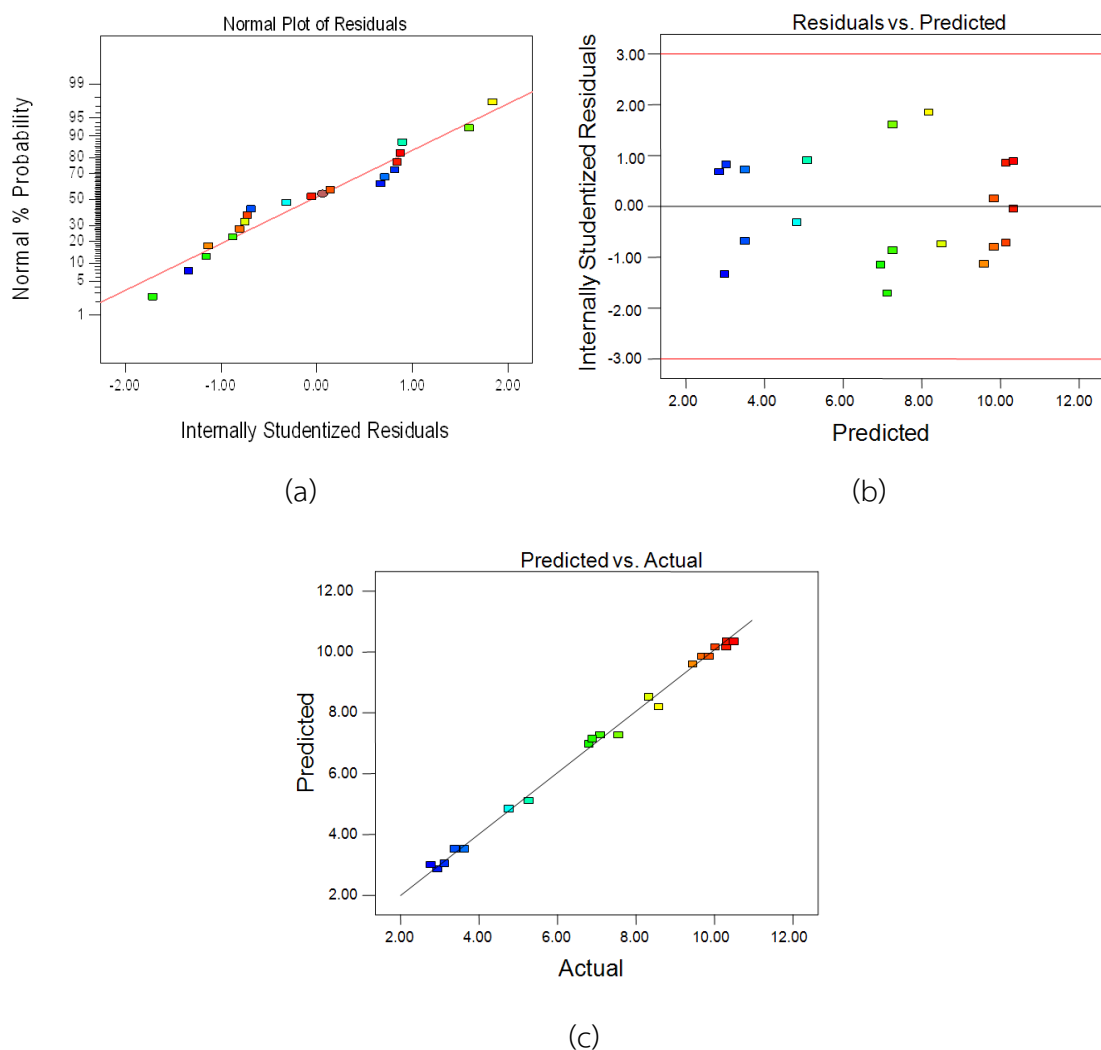 Normal Plot of Residuals
Normal % Probability
99
95
90
80
70
50
30
20
10
5
1
-2.00 -1.00 0.00 1.00 2.00
Internally Studentized Residuals
(a)
Residuals vs. Predicted
Internally Studentized Residuals
3.00
2.00
1.00
0.00
-1.00
-2.00
-3.00
2.00 4.00 6.00 8.00 10.00 12.00
Predicted
(b)
Predicted vs. Actual
Predicted
12.00
10.00
8.00
6.00
4.00
2.00
2.00 4.00 6.00 8.00 10.00 12.00
Actual
(c)